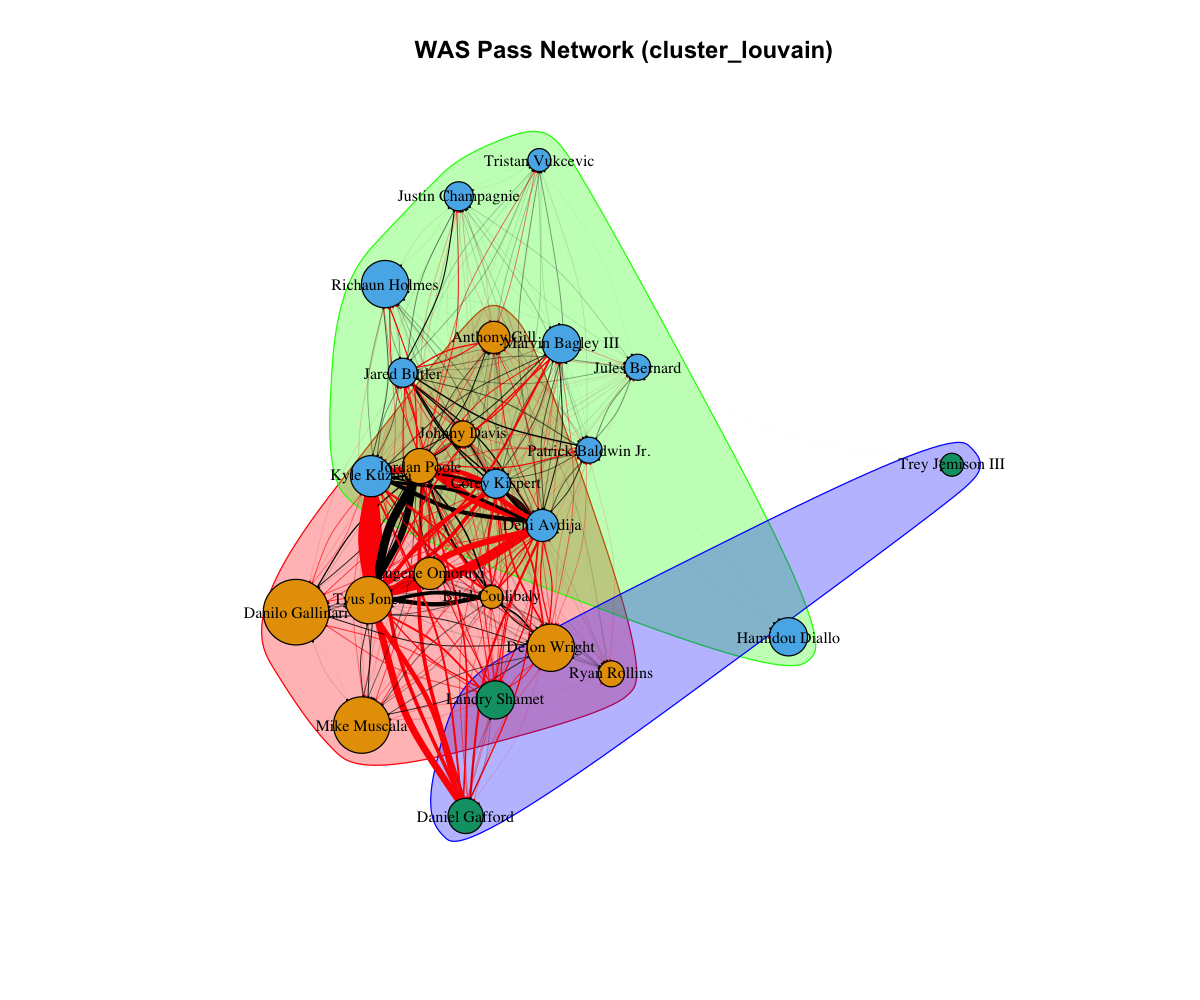 WAS Pass Network (cluster_louvain)
Tristan Vukcevic
Justin Champagnie
Richaun Holmes
Anthony Gill
Marvin Bagley III
Jared Butler
Jules Bernard
Johnny Davis
Patrick Baldwin Jr.
Trey Jemison III
Jordan Poole
Kyle Kuzma
Corey Kispert
Deni Avdija
Eugene Omoruyi
Bilal Coulibaly
Tyus Jones
Danilo Gallinari
Hamidou Diallo
Delon Wright
Ryan Rollins
Landry Shamet
Mike Muscala
Daniel Gafford